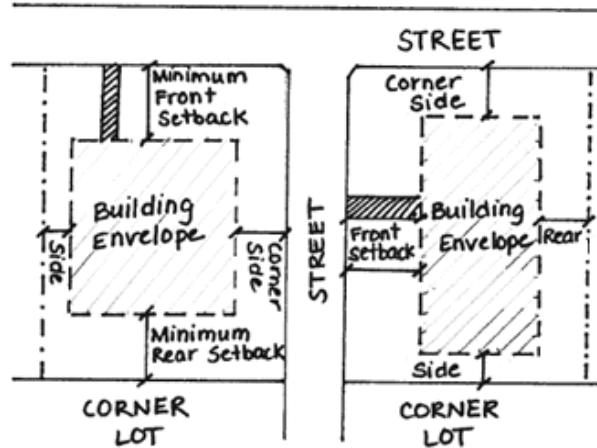 STREET
Minimum
Front
Setback
Corner
Side
Building
Envelope
Side
Corner
Side
STREET
Building
Envelope
Front
setback
Rear
Minimum
Rear Setback
Side
CORNER
LOT
CORNER
LOT